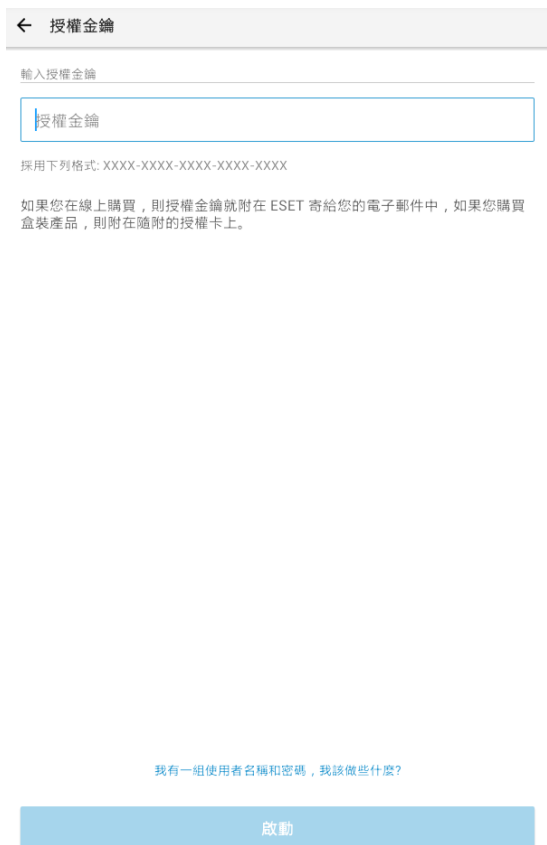 授權金鑰
輸入授權金鑰
授權金鑰
採用下列格式: XXXX-XXXX-XXXX-XXXX-XXXX
如果您在線上購買，則授權金鑰就附在 ESET 寄給您的電子郵件中，如果您購買
盒裝產品，則附在隨附的授權卡上。
我有一組使用者名稱和密碼，我該做些什麼?
啟動